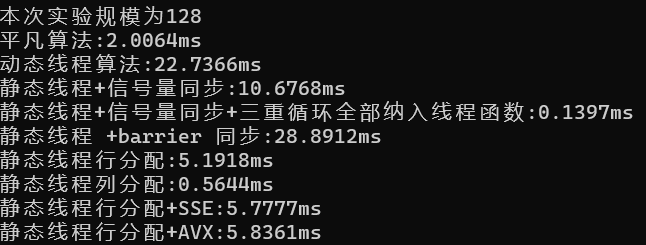 本次实验规模为128
平凡算法:2.0064ms
动态线程算法:22.7366ms
静态线程+信号量同步:10.6768ms
静态线程+信号量同步+三重循环全部纳入线程函数:0.1397ms
静态线程 +barrier 同步:28.8912ms
静态线程行分配:5.1918ms
静态线程列分配:0.5644ms
静态线程行分配+SSE:5.7777ms
静态线程行分配+AVX:5.8361ms